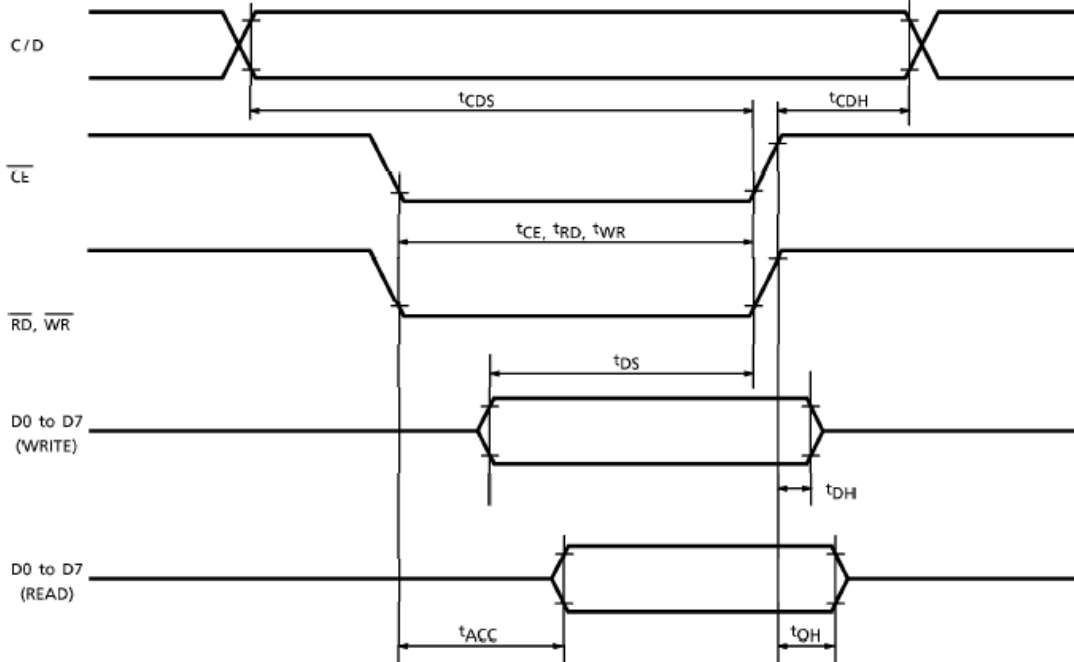 C/D
tCDS
tCDH
CE
tCE, tRD, tWR
RD, WR
tDS
D0 to D7
(WRITE)
tDH
D0 to D7
(READ)
tACC
tOH